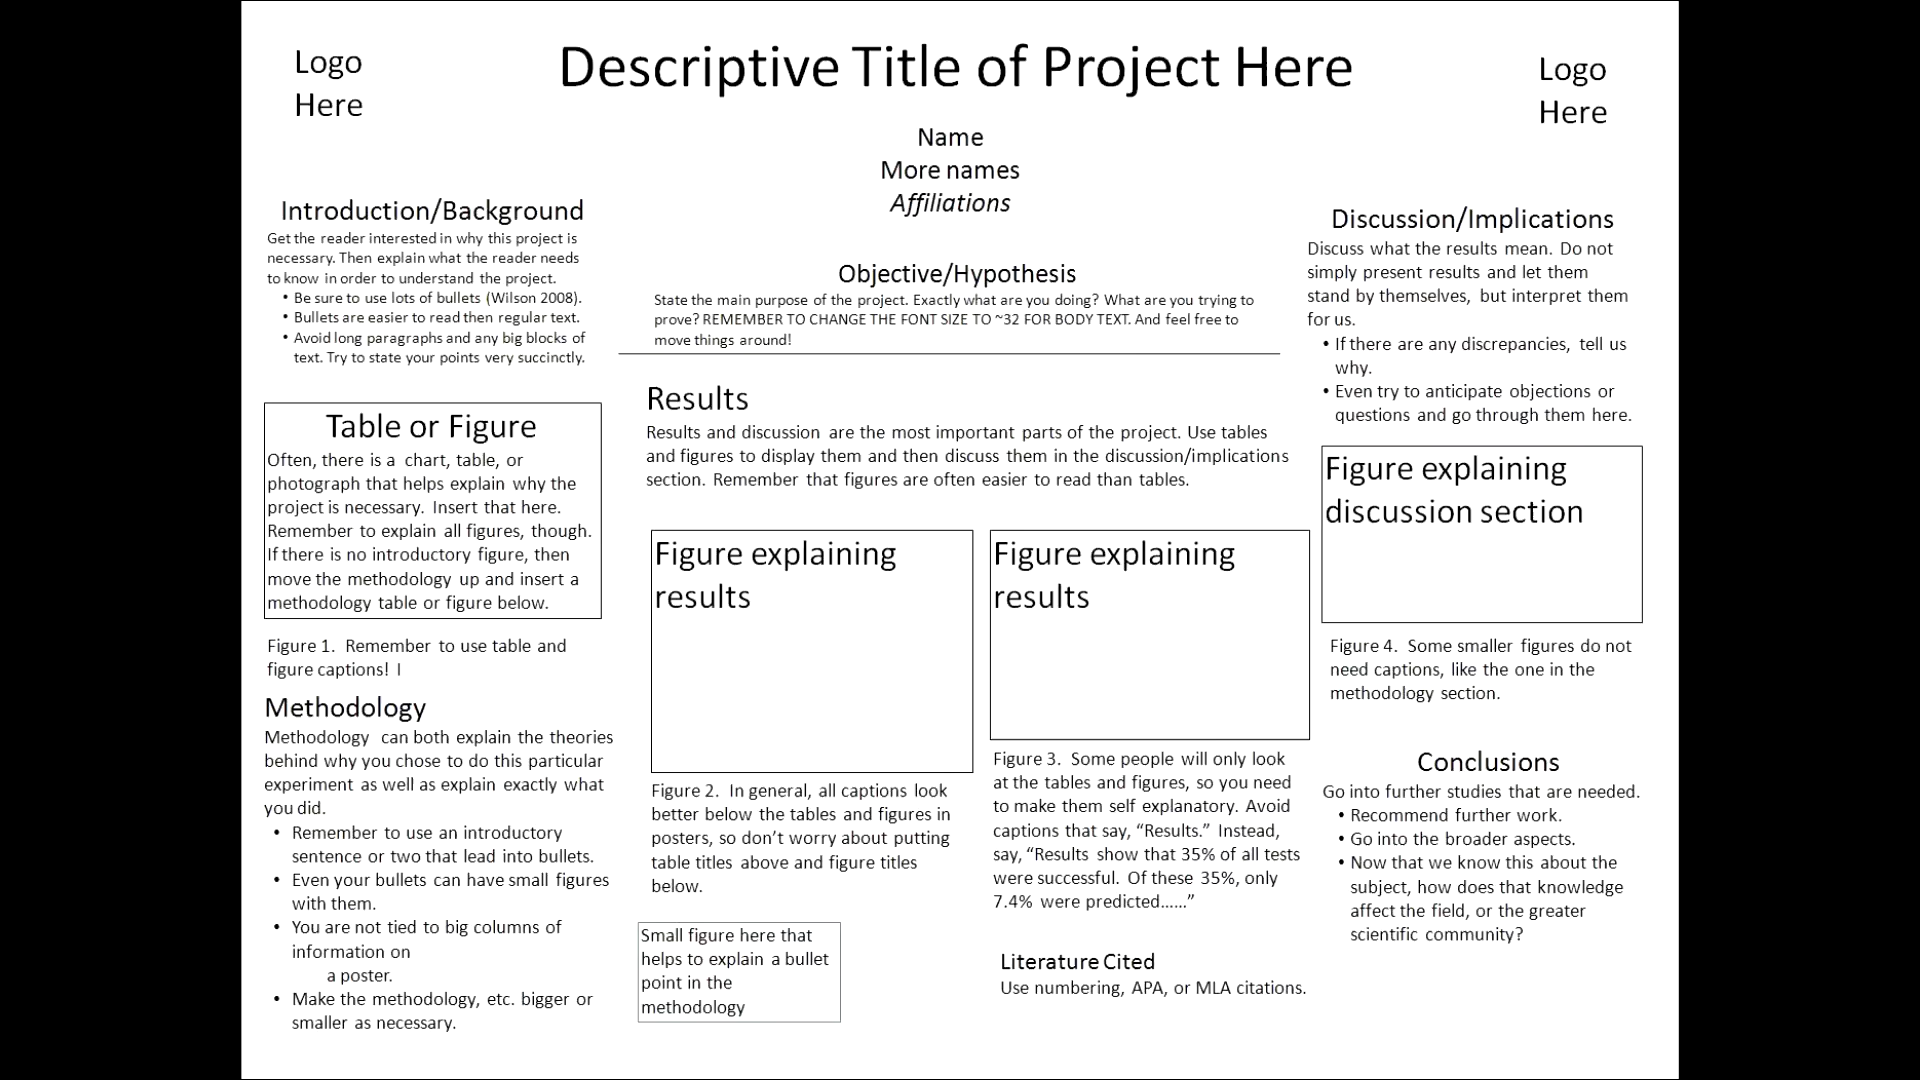 Logo
Here
Descriptive Title of Project Here
Logo
Here
Name
More names
Affiliations
Introduction/Background
Get the reader interested in why this project is
necessary. Then explain what the reader needs
to know in order to understand the project.
• Be sure to use lots of bullets (Wilson 2008).
• Bullets are easier to read then regular text.
• Avoid long paragraphs and any big blocks of
text. Try to state your points very succinctly.
Table or Figure
Often, there is a chart, table, or
photograph that helps explain why the
project is necessary. Insert that here.
Remember to explain all figures, though.
If there is no introductory figure, then
move the methodology up and insert a
methodology table or figure below.
Figure 1. Remember to use table and
figure captions! I
Methodology
Methodology can both explain the theories
behind why you chose to do this particular
experiment as well as explain exactly what
you did.
• Remember to use an introductory
sentence or two that lead into bullets.
• Even your bullets can have small figures
with them.
• You are not tied to big columns of
information on
a poster.
• Make the methodology, etc. bigger or
smaller as necessary.
Objective/Hypothesis
State the main purpose of the project. Exactly what are you doing? What are you trying to
prove? REMEMBER TO CHANGE THE FONT SIZE TO ~32 FOR BODY TEXT. And feel free to
move things around!
Results
Results and discussion are the most important parts of the project. Use tables
and figures to display them and then discuss them in the discussion/implications
section. Remember that figures are often easier to read than tables.
Figure explaining
results
Figure 2. In general, all captions look
better below the tables and figures in
posters, so don’t worry about putting
table titles above and figure titles
below.
Small figure here that
helps to explain a bullet
point in the
methodology
Figure explaining
results
Figure 3. Some people will only look
at the tables and figures, so you need
to make them self explanatory. Avoid
captions that say, “Results.” Instead,
say, “Results show that 35% of all tests
were successful. Of these 35%, only
7.4% were predicted……”
Literature Cited
Use numbering, APA, or MLA citations.
Discussion/Implications
Discuss what the results mean. Do not
simply present results and let them
stand by themselves, but interpret them
for us.
• If there are any discrepancies, tell us
why.
• Even try to anticipate objections or
questions and go through them here.
Figure explaining
discussion section
Figure 4. Some smaller figures do not
need captions, like the one in the
methodology section.
Conclusions
Go into further studies that are needed.
• Recommend further work.
• Go into the broader aspects.
• Now that we know this about the
subject, how does that knowledge
affect the field, or the greater
scientific community?